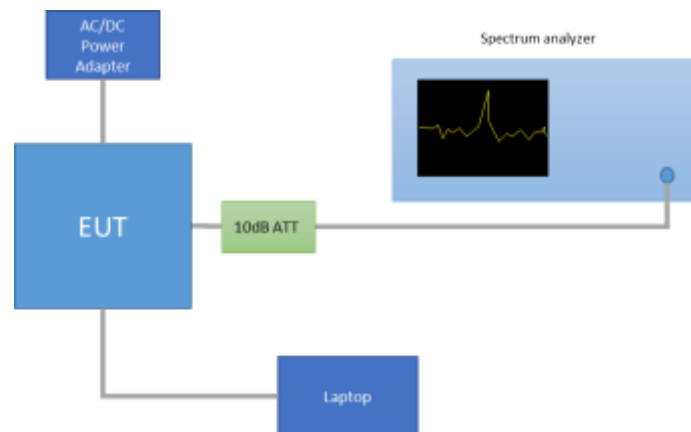 AC/DC
Power
Adapter
Spectrum analyzer
EUT
10dB ATT
Laptop